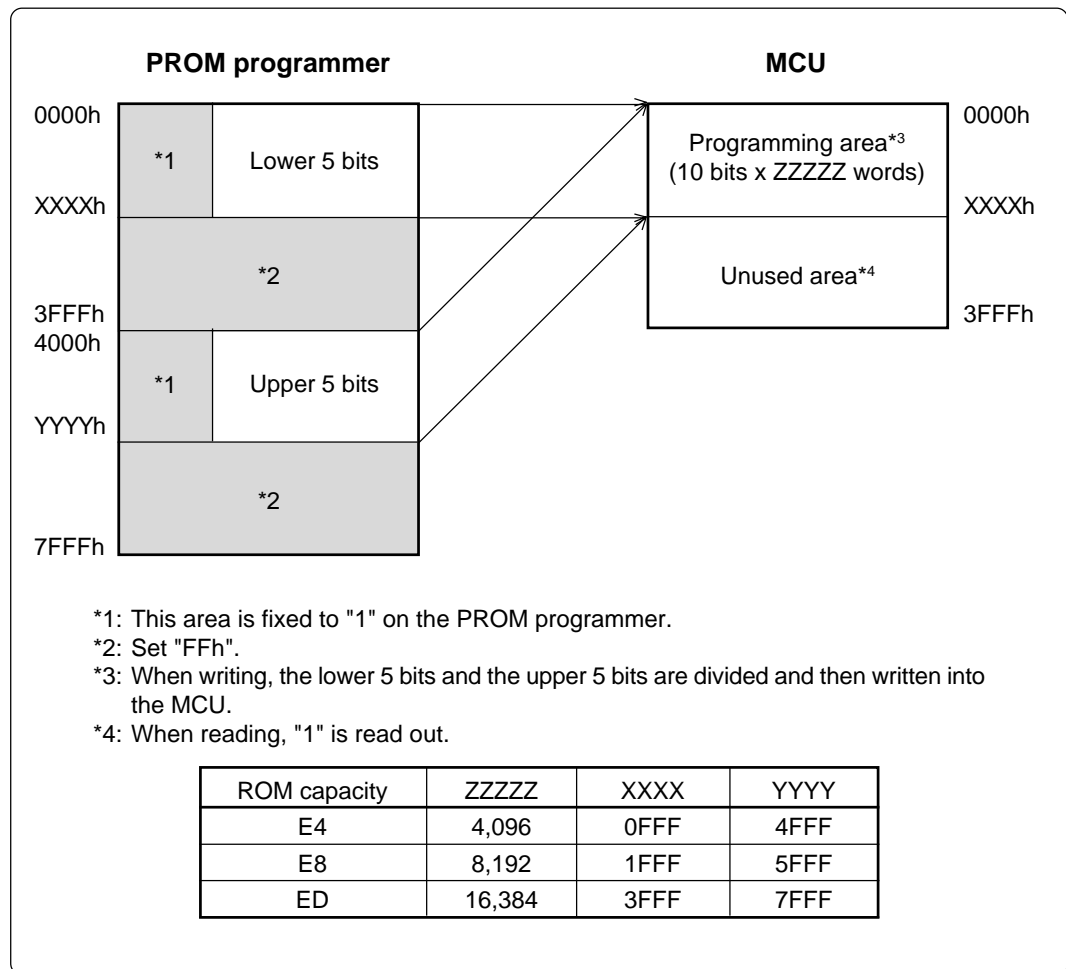 PROM programmer
MCU
0000h
*1
Lower 5 bits
XXXXh
*2
3FFFh
4000h
*1
Upper 5 bits
YYYYh
*2
7FFFh
0000h
Programming area*3
(10 bits x ZZZZZ words)
XXXXh
Unused area*4
3FFFh
*1: This area is fixed to "1" on the PROM programmer.
*2: Set "FFh".
*3: When writing, the lower 5 bits and the upper 5 bits are divided and then written into
the MCU.
*4: When reading, "1" is read out.
ROM capacity ZZZZZ XXXX YYYY
E4 4,096 0FFF 4FFF
E8 8,192 1FFF 5FFF
ED 16,384 3FFF 7FFF